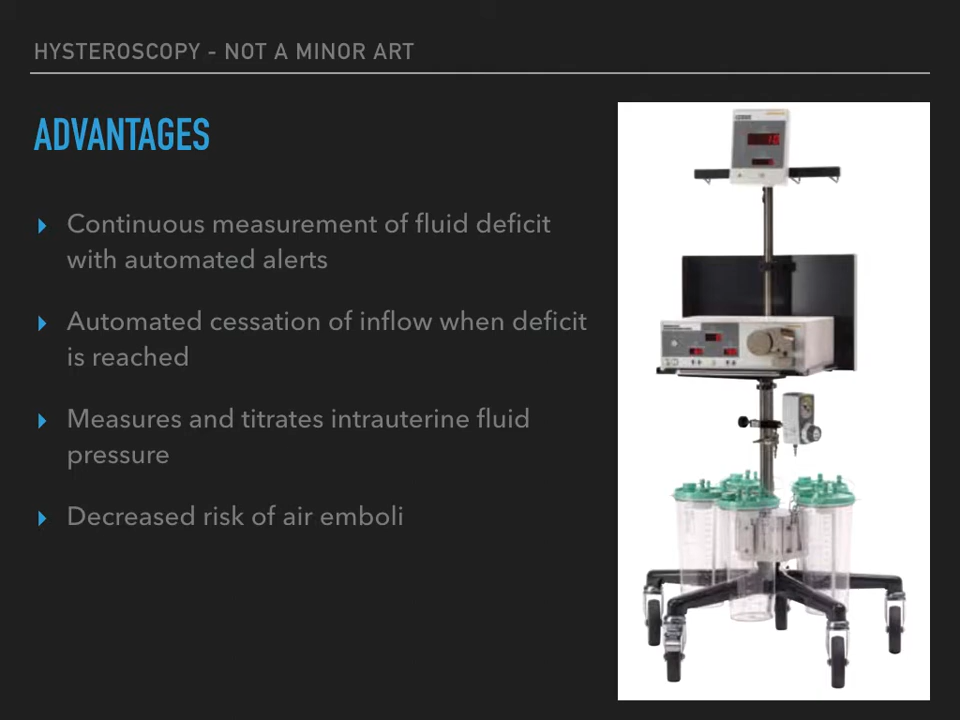 HYSTEROSCOPY - NOT A MINOR ART
ADVANTAGES
Continuous measurement of fluid deficit
with automated alerts
Automated cessation of inflow when deficit
is reached
Measures and titrates intrauterine fluid
pressure
Decreased risk of air emboli